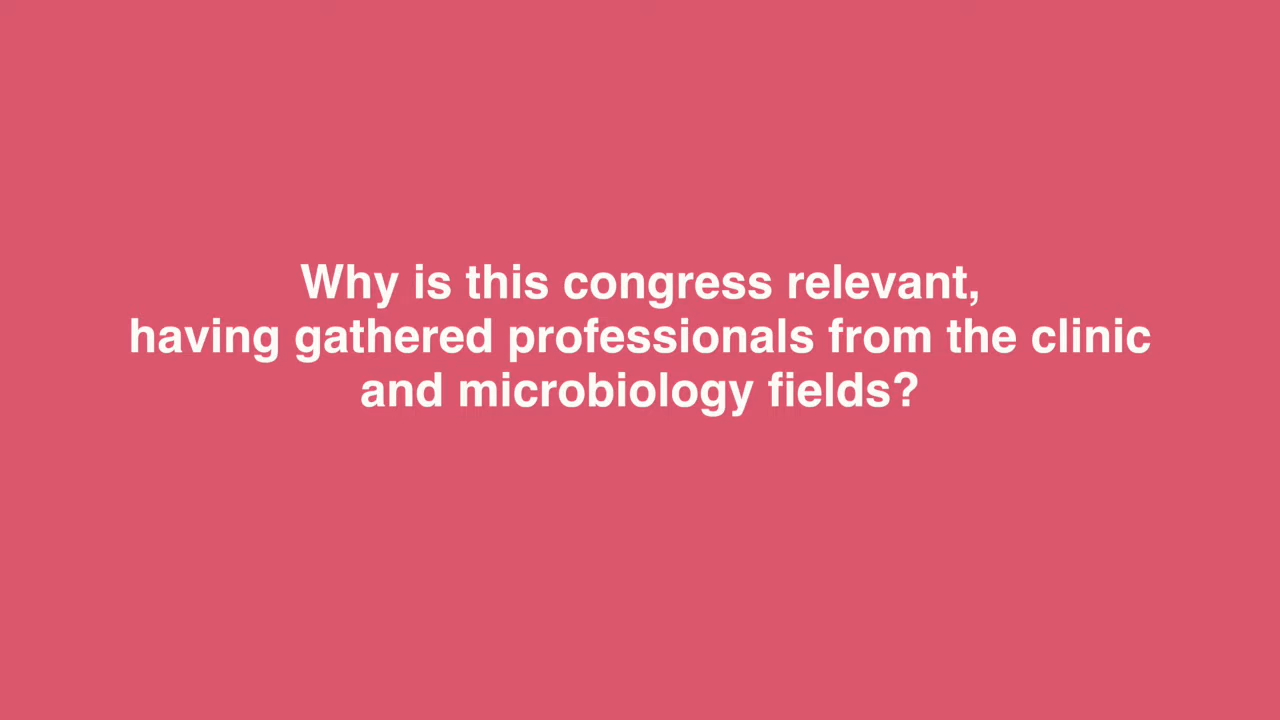 Why is this congress relevant,
having gathered professionals from the clinic
and microbiology fields?